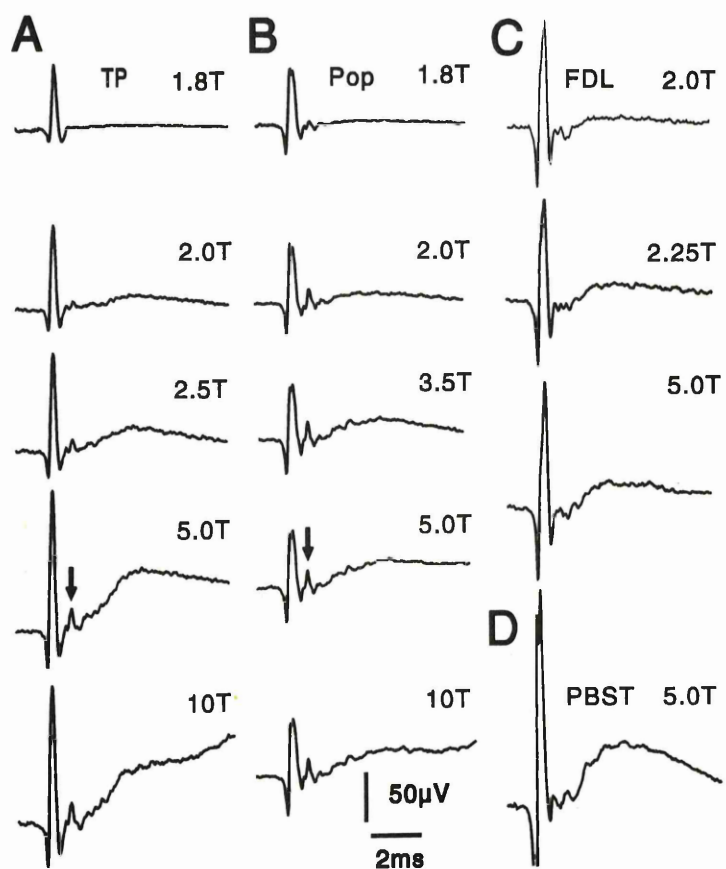 A
TP 1.8T
2.0T
2.5T
5.0T
10T
B
Pop 1.8T
2.0T
3.5T
5.0T
10T
50µV
2ms
C
FDL 2.0T
2.25T
5.0T
D
PBST 5.0T